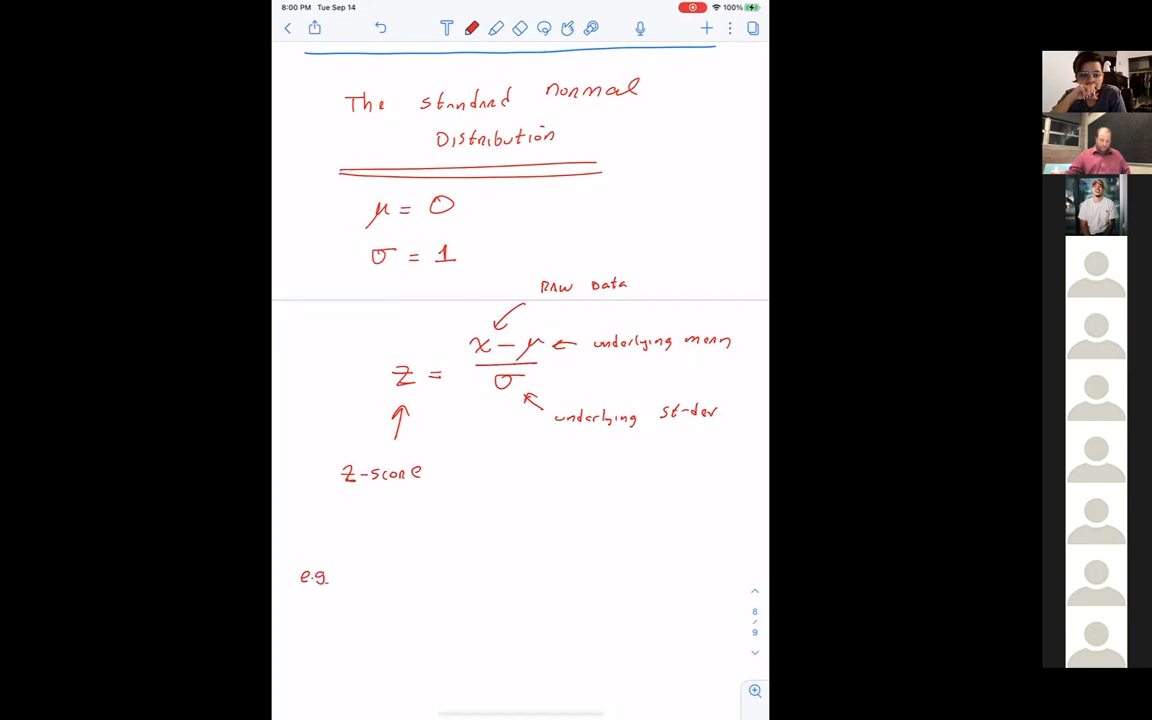 8:00 PM Tue Sep 14
100%
The standard normal
Distribution
μ = 0
σ = 1
RAW Data
z = (x - μ) / σ
underlying mean
underlying st-dev
z-score
e.g.
8
/
9